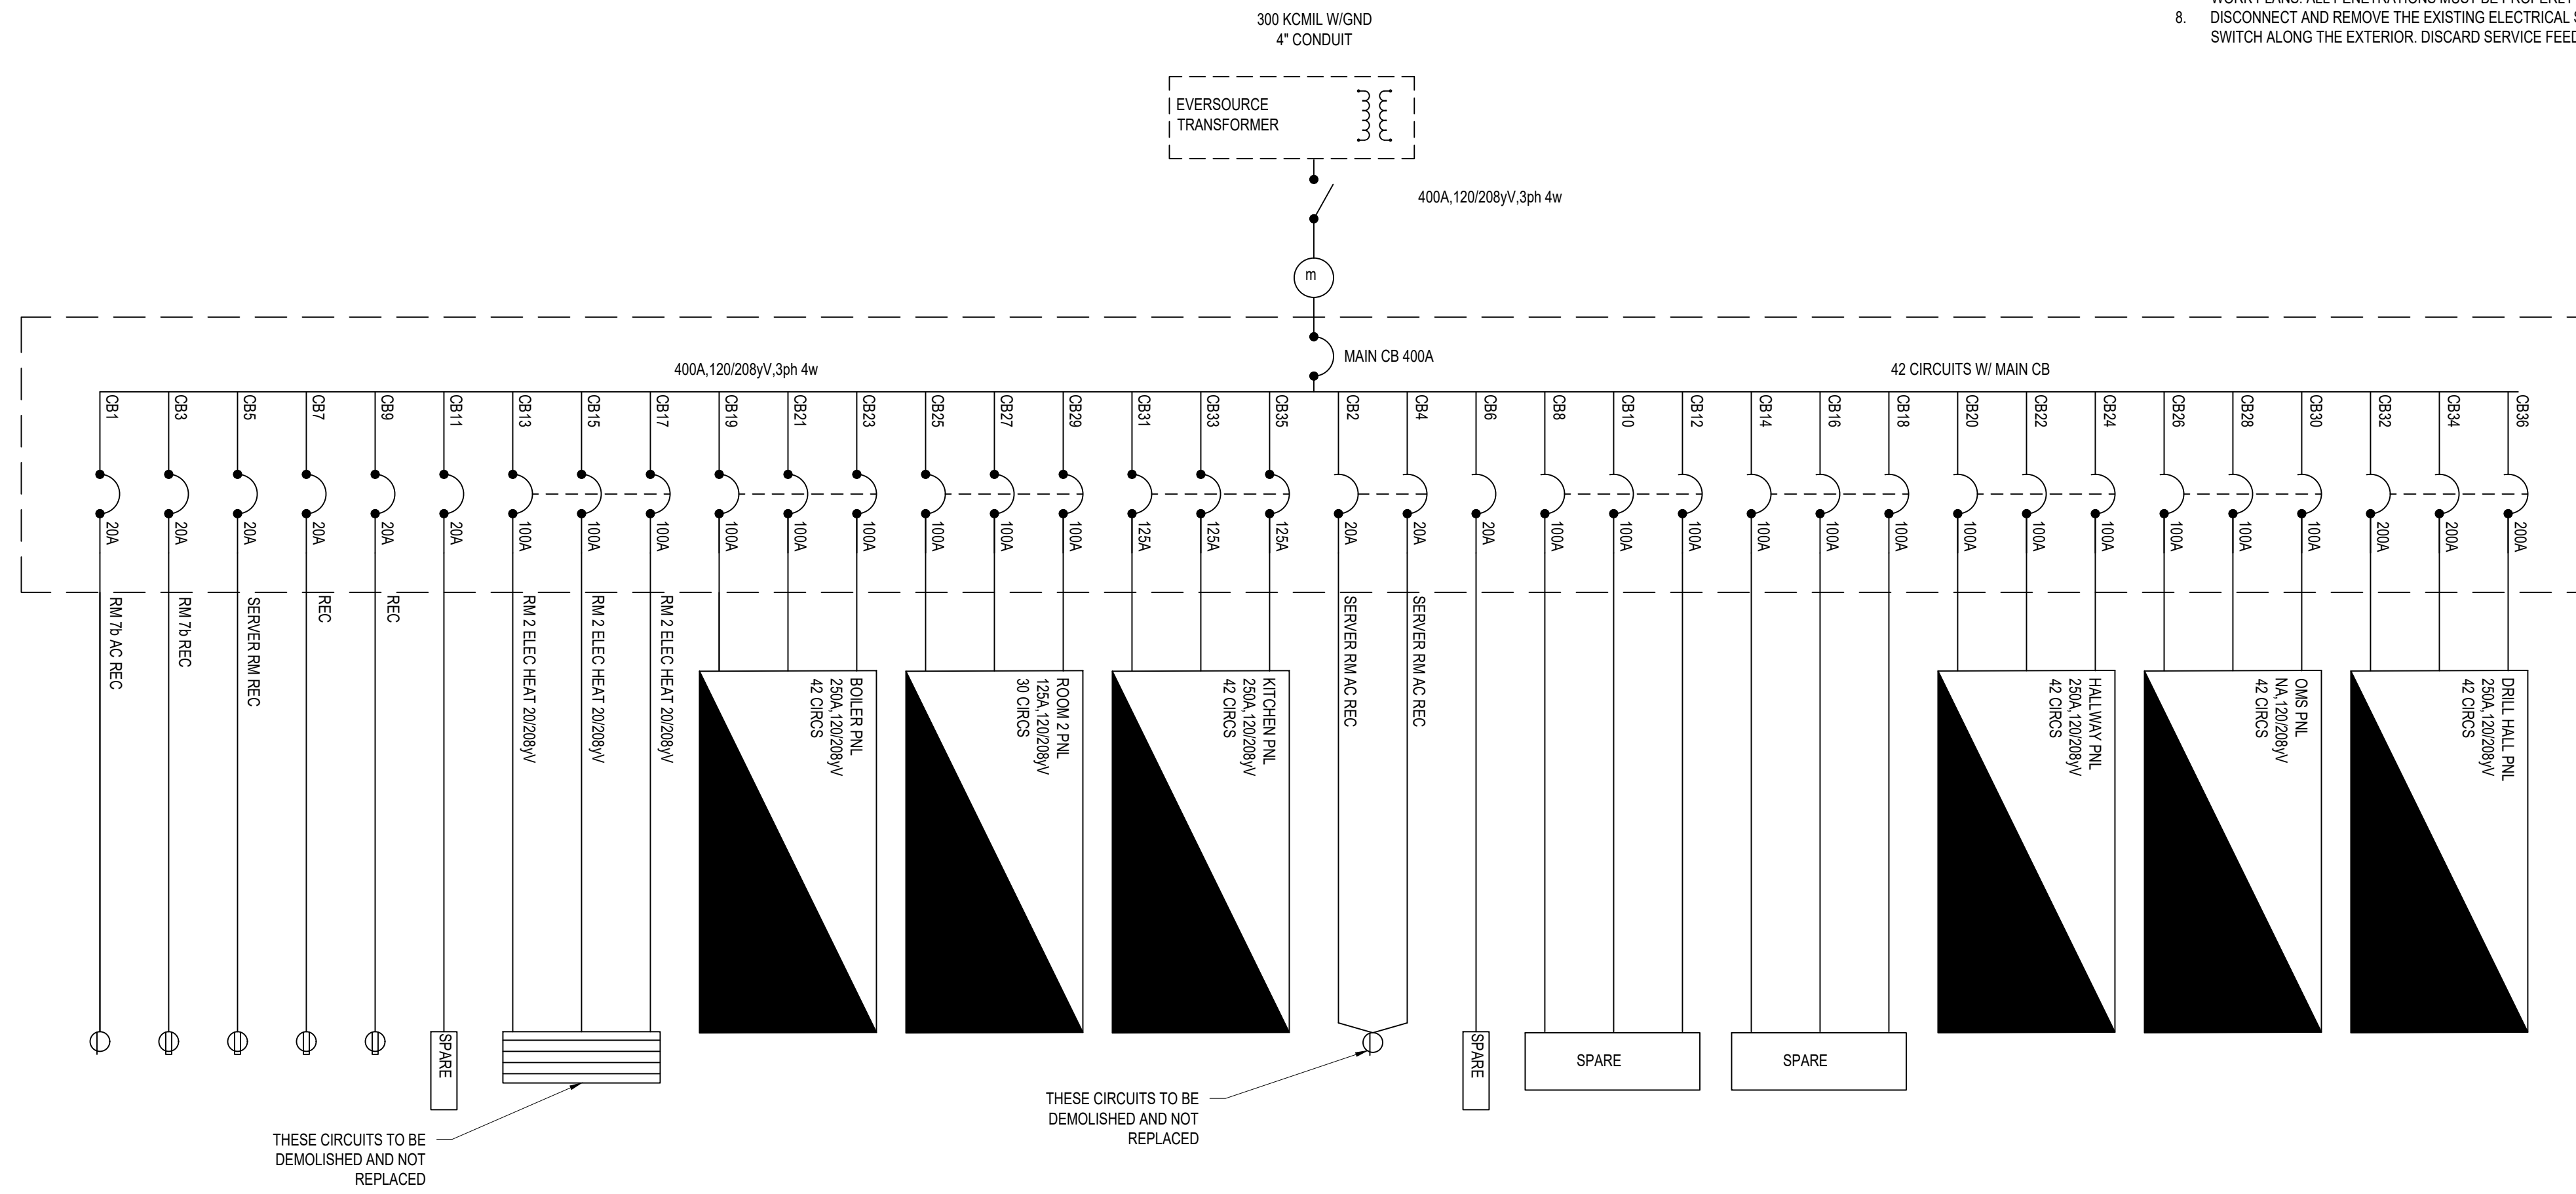 WORK PLANS. ALL PENETRATIONS MUST BE PROPERLY
8. DISCONNECT AND REMOVE THE EXISTING ELECTRICAL
SWITCH ALONG THE EXTERIOR. DISCARD SERVICE
300 KCMIL W/GND
4" CONDUIT
EVERSOURCE
TRANSFORMER
400A,120/208yV,3ph 4w
m
MAIN CB 400A
400A,120/208yV,3ph 4w
42 CIRCUITS W/ MAIN CB
CB1
CB3
CB5
CB7
CB9
CB11
CB13
CB15
CB17
CB19
CB21
CB23
CB25
CB27
CB29
CB31
CB33
CB35
CB2
CB4
CB6
CB8
CB10
CB12
CB14
CB16
CB18
CB20
CB22
CB24
CB26
CB28
CB30
CB32
CB34
CB36
20A
20A
20A
20A
20A
20A
100A
100A
100A
100A
100A
100A
100A
100A
100A
125A
125A
125A
20A
20A
20A
100A
100A
100A
100A
100A
100A
100A
100A
100A
100A
100A
100A
200A
200A
200A
RM 7b AC REC
RM 7b REC
SERVER RM REC
REC
REC
RM 2 ELEC HEAT 20/208yV
RM 2 ELEC HEAT 20/208yV
RM 2 ELEC HEAT 20/208yV
BOILER PNL
250A,120/208yV
42 CIRCS
ROOM 2 PNL
125A,120/208yV
30 CIRCS
KITCHEN PNL
250A,120/208yV
42 CIRCS
SERVER RM AC REC
SERVER RM AC REC
HALLWAY PNL
250A,120/208yV
42 CIRCS
OMS PNL
NA,120/208yV
42 CIRCS
DRILL HALL PNL
250A,120/208yV
42 CIRCS
SPARE
SPARE
SPARE
SPARE
THESE CIRCUITS TO BE
DEMOLISHED AND NOT
REPLACED
THESE CIRCUITS TO BE
DEMOLISHED AND NOT
REPLACED